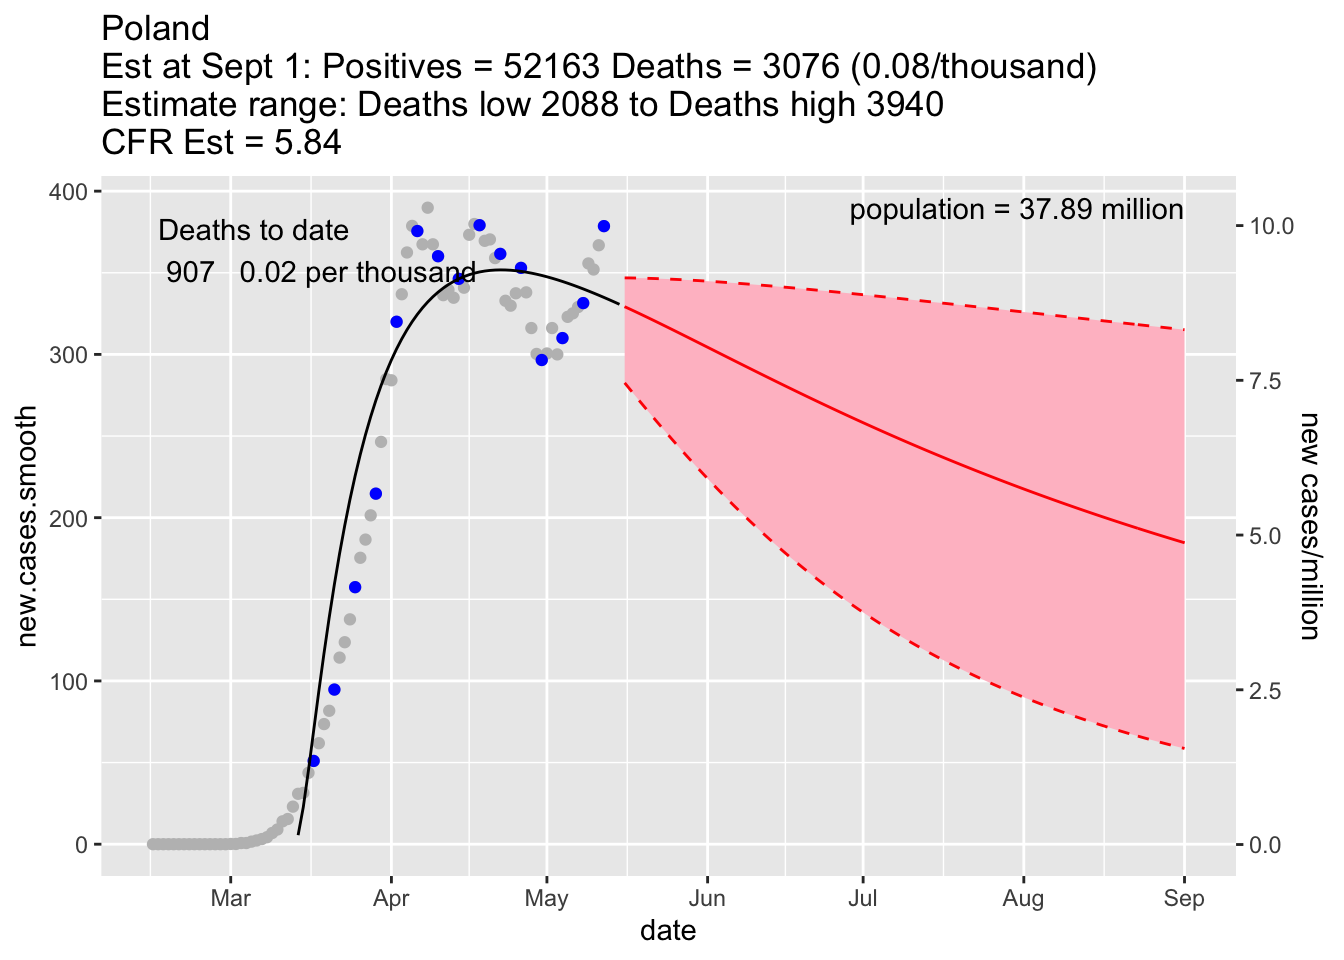 Poland
Est at Sept 1: Positives = 52163 Deaths = 3076 (0.08/thousand)
Estimate range: Deaths low 2088 to Deaths high 3940
CFR Est = 5.84
400
300
200
100
0
new.cases.smooth
Deaths to date
907 0.02 per thousand
population = 37.89 million
10.0
7.5
5.0
2.5
0.0
new cases/million
Mar Apr May Jun Jul Aug Sep
date